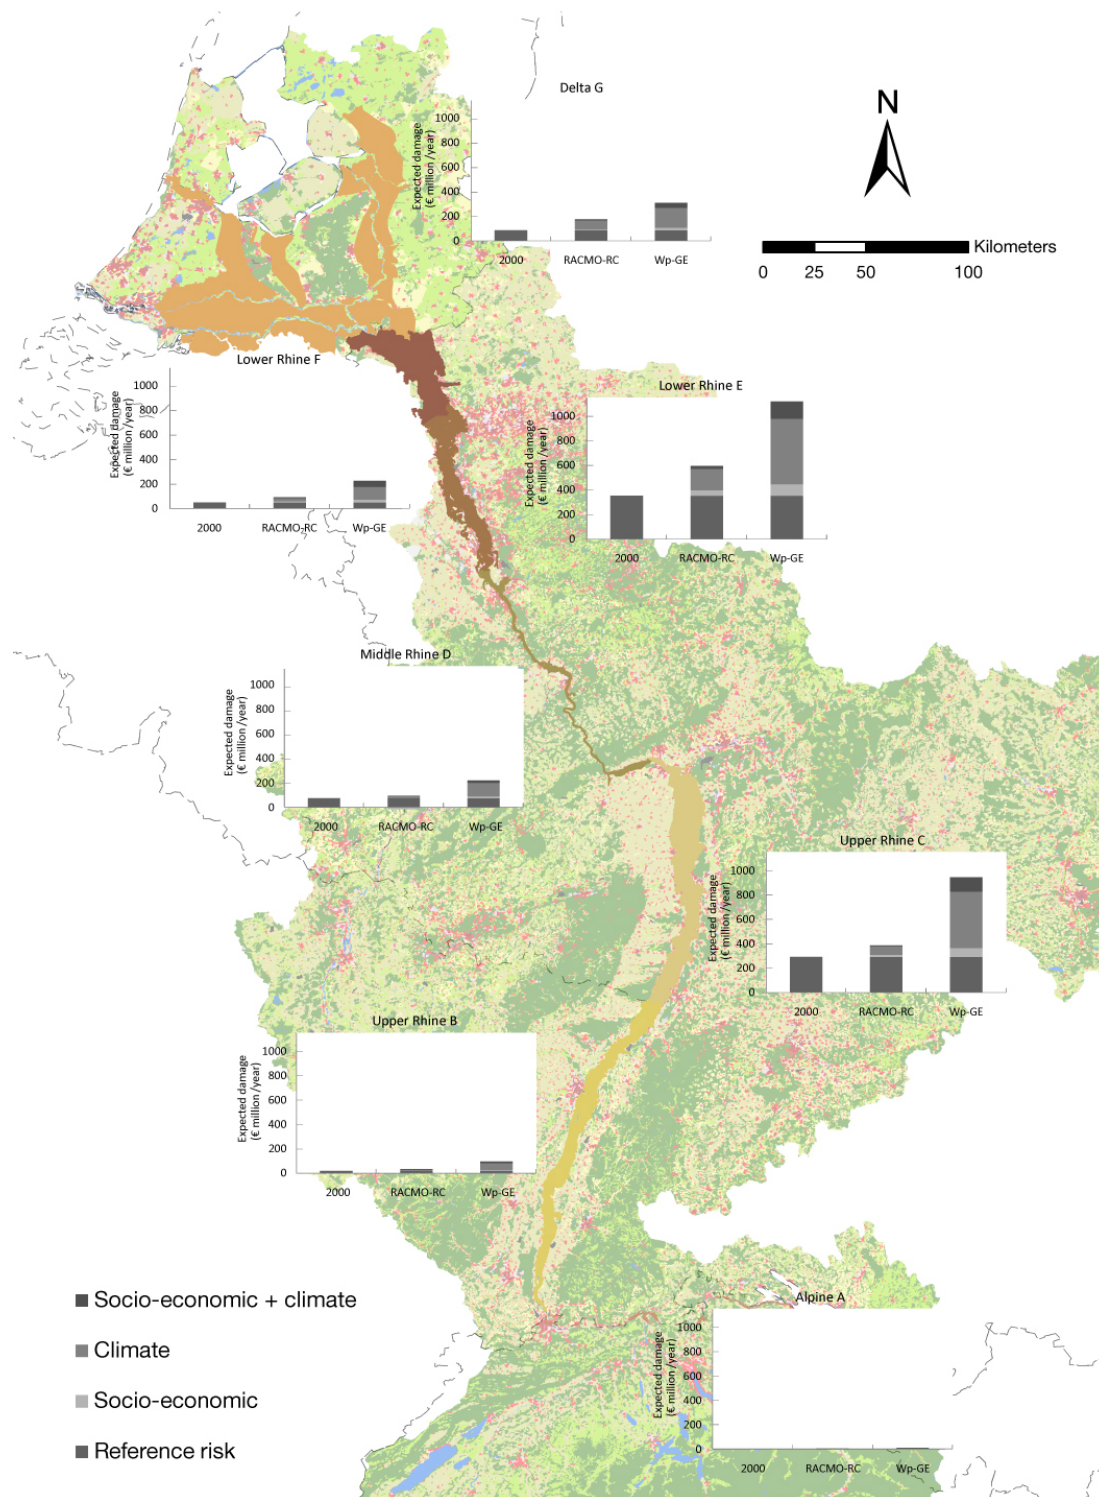 Delta G
Expected damage
(€ million /year)
1000
800
600
400
200
0
2000 RACMO-RC Wp-GE
N
Kilometers
0 25 50 100
Lower Rhine F
Expected damage
(€ million /year)
1000
800
600
400
200
0
2000 RACMO-RC Wp-GE
Lower Rhine E
Expected damage
(€ million /year)
1000
800
600
400
200
0
2000 RACMO-RC Wp-GE
Middle Rhine D
Expected damage
(€ million /year)
1000
800
600
400
200
0
2000 RACMO-RC Wp-GE
Upper Rhine C
Expected damage
(€ million /year)
1000
800
600
400
200
0
2000 RACMO-RC Wp-GE
Upper Rhine B
Expected damage
(€ million /year)
1000
800
600
400
200
0
2000 RACMO-RC Wp-GE
Alpine A
Expected damage
(€ million /year)
1000
800
600
400
200
0
2000 RACMO-RC Wp-GE
Socio-economic + climate
Climate
Socio-economic
Reference risk